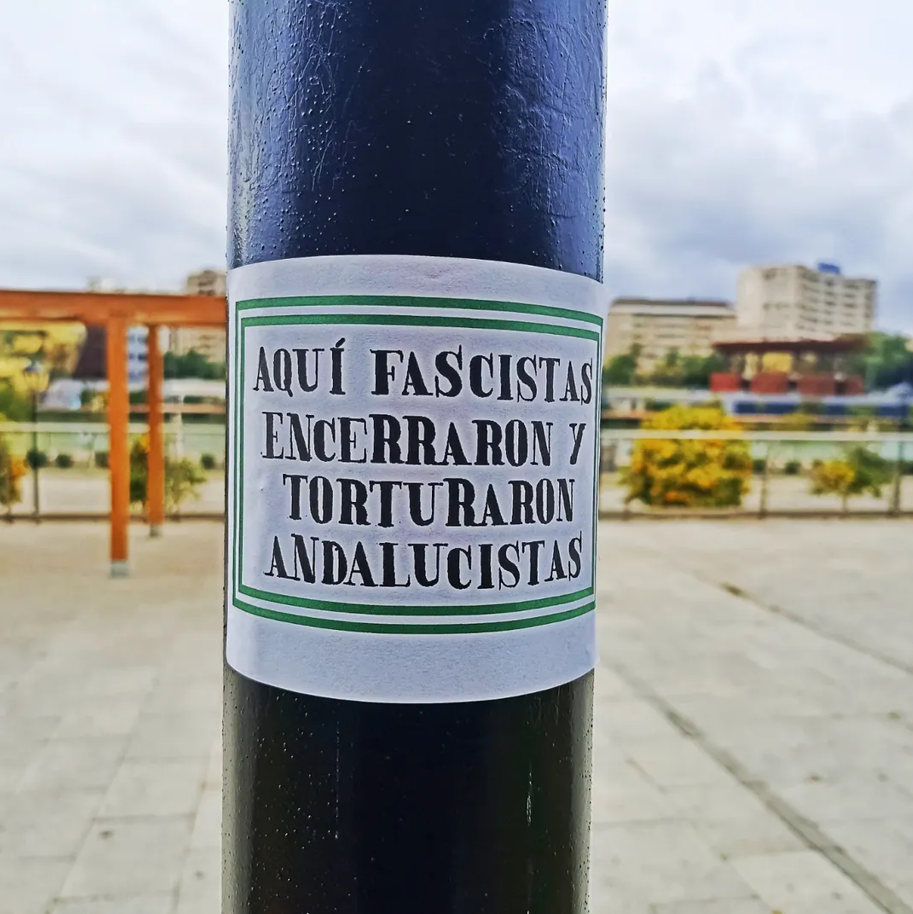 AQUÍ FASCISTAS
ENCERRARON Y
TORTURARON
ANDALUCISTAS